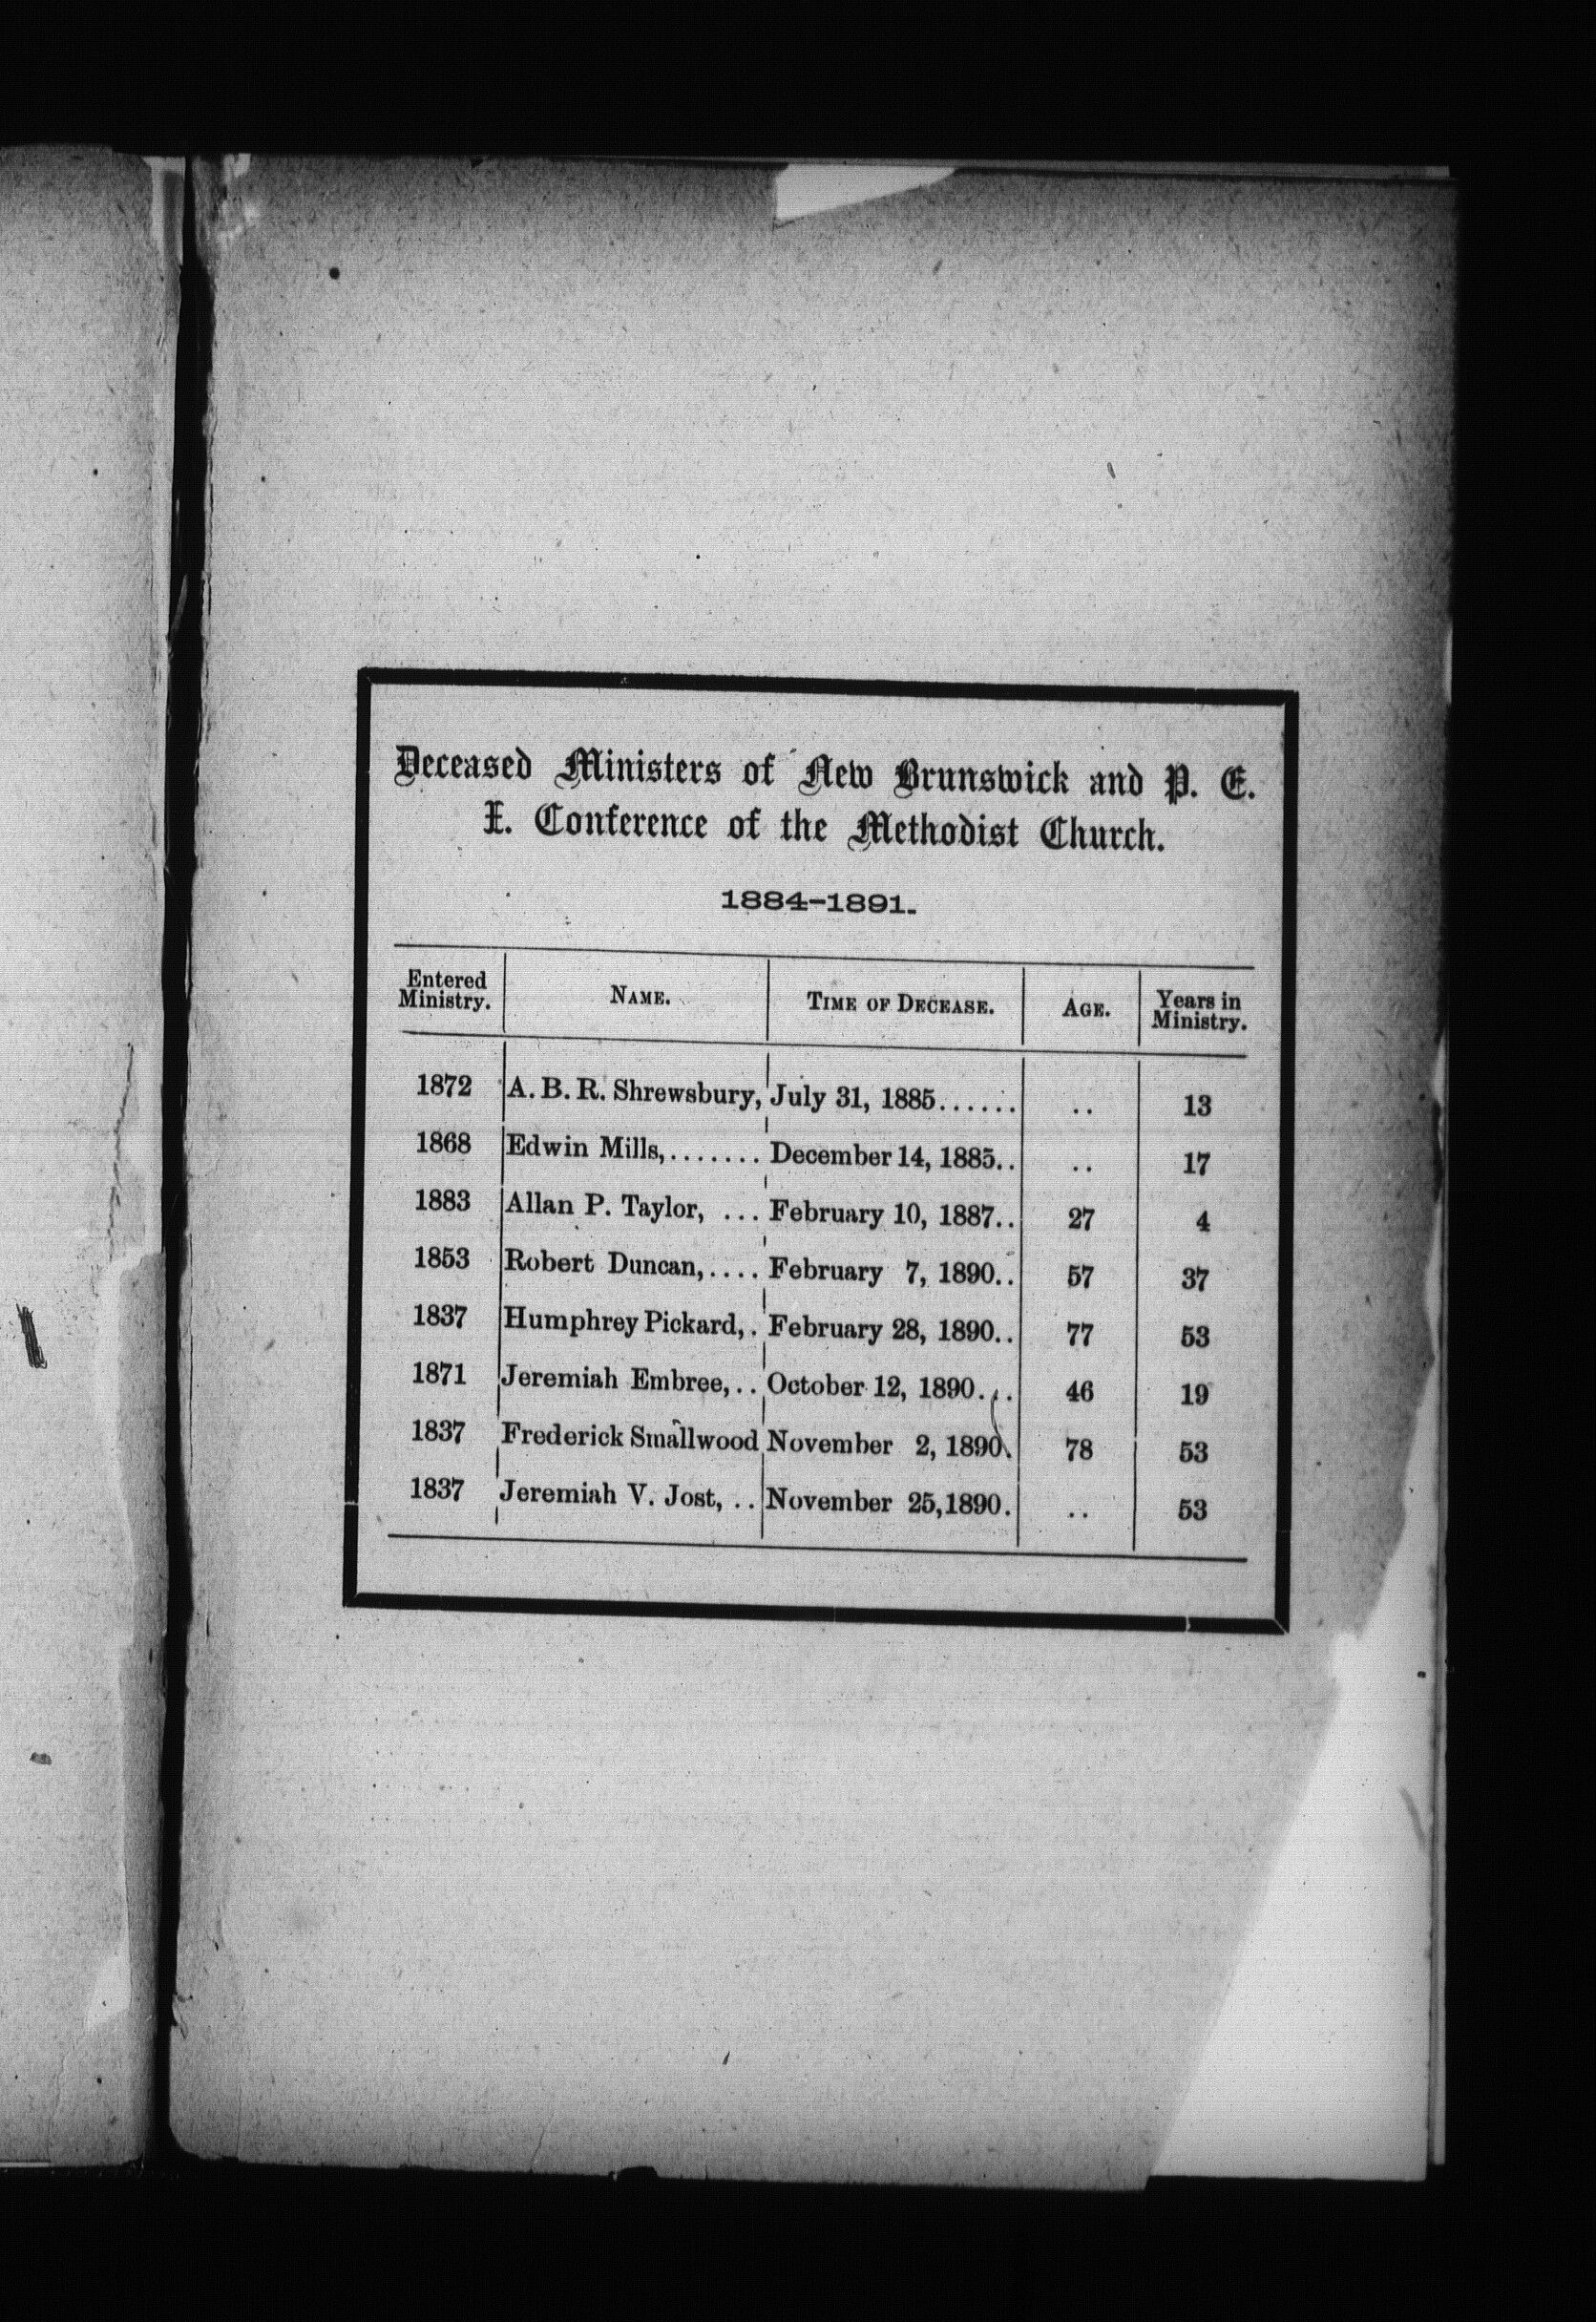 Deceased Ministers of New Brunswick and P. E.
I. Conference of the Methodist Church.
1884-1891.
Entered Ministry. NAME. TIME OF DECEASE. AGE. Years in Ministry.
1872 A. B. R. Shrewsbury, July 31, 1885...... .. 13
1868 Edwin Mills,....... December 14, 1885.. .. 17
1883 Allan P. Taylor, ... February 10, 1887.. 27 4
1853 Robert Duncan,.... February 7, 1890.. 57 37
1837 Humphrey Pickard,. February 28, 1890.. 77 53
1871 Jeremiah Embree,.. October 12, 1890... 46 19
1837 Frederick Smallwood November 2, 1890. 78 53
1837 Jeremiah V. Jost, .. November 25,1890. .. 53